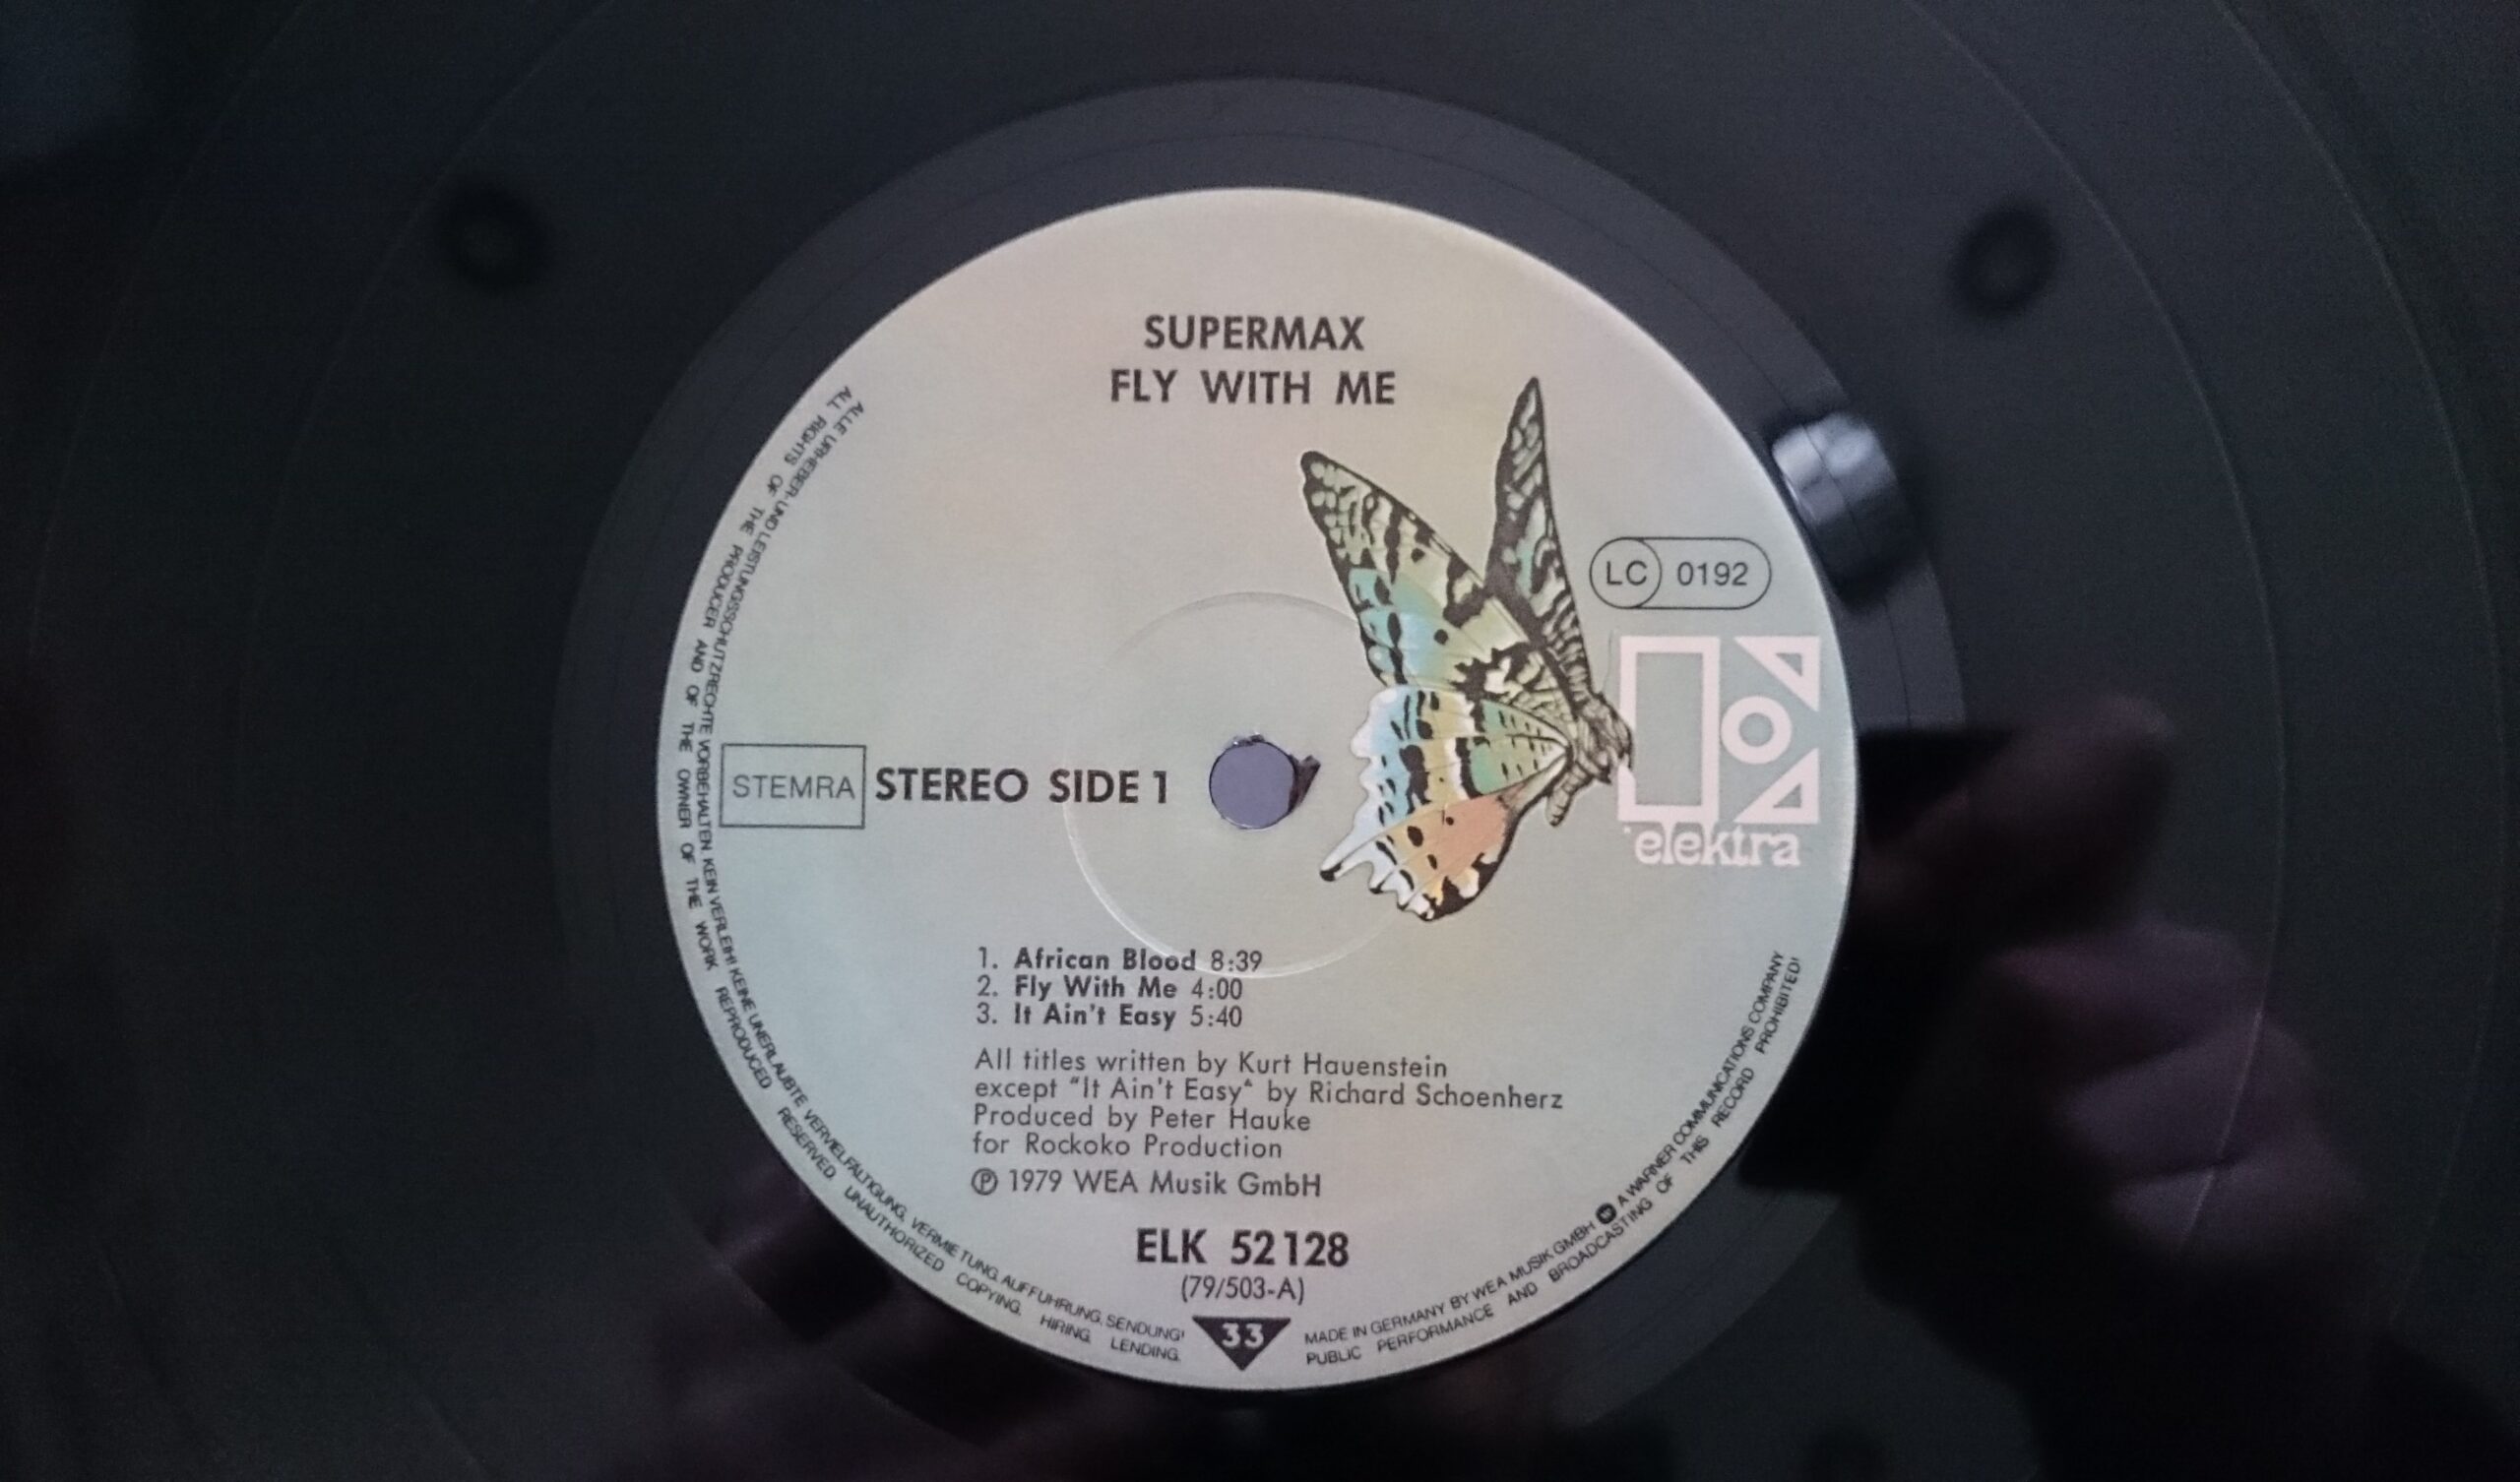 SUPERMAX
FLY WITH ME
LC 0192
elektra
STEMRA
STEREO SIDE 1
1. African Blood 8:39
2. Fly With Me 4:00
3. It Ain't Easy 5:40
All titles written by Kurt Hauenstein
except "It Ain't Easy" by Richard Schoenherz
Produced by Peter Hauke
for Rockoko Production
℗ 1979 WEA Musik GmbH
ELK 52128
(79/503-A)
33
ALLE URHEBER- UND LEISTUNGSSCHUTZRECHTE VORBEHALTEN. KEIN VERLEIH! KEINE UNERLAUBTE VERVIELFÄLTIGUNG, VERMIETUNG, AUFFÜHRUNG, SENDUNG!
ALL RIGHTS OF THE PRODUCER AND OF THE OWNER OF THE WORK REPRODUCED RESERVED. UNAUTHORIZED COPYING, HIRING, LENDING,
MADE IN GERMANY BY WEA MUSIK GMBH A WARNER COMMUNICATIONS COMPANY
PUBLIC PERFORMANCE AND BROADCASTING OF THIS RECORD PROHIBITED!